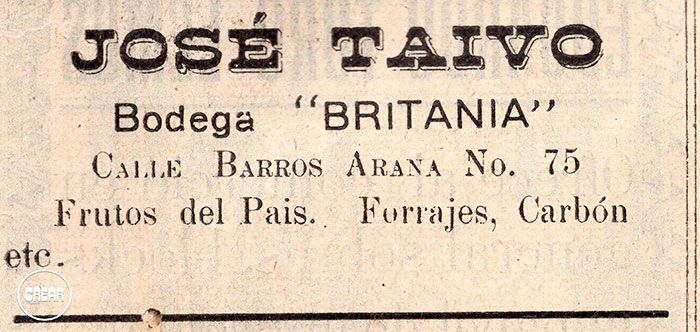 JOSÉ TAIVO
Bodega "BRITANIA"
CALLE BARROS ARANA No. 75
Frutos del Pais. Forrajes, Carbón
etc.
CREAR